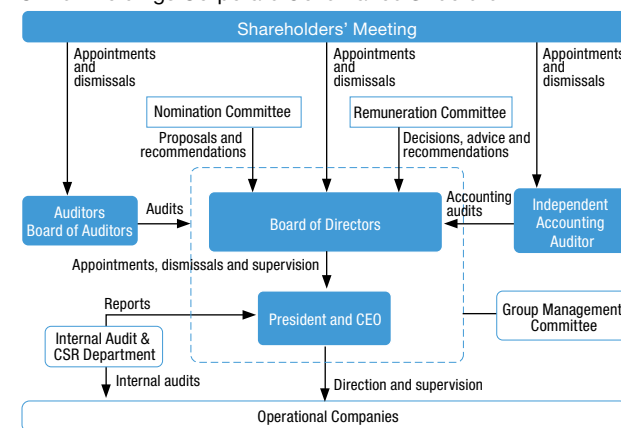 Shareholders' Meeting
Appointments
and
dismissals
Appointments
and
dismissals
Appointments
and
dismissals
Nomination Committee
Remuneration Committee
Proposals and
recommendations
Decisions, advice and
recommendations
Auditors
Board of Auditors
Audits
Board of Directors
Accounting
audits
Independent
Accounting
Auditor
Appointments, dismissals and supervision
Reports
President and CEO
Group Management
Committee
Internal Audit &
CSR Department
Internal audits
Direction and supervision
Operational Companies